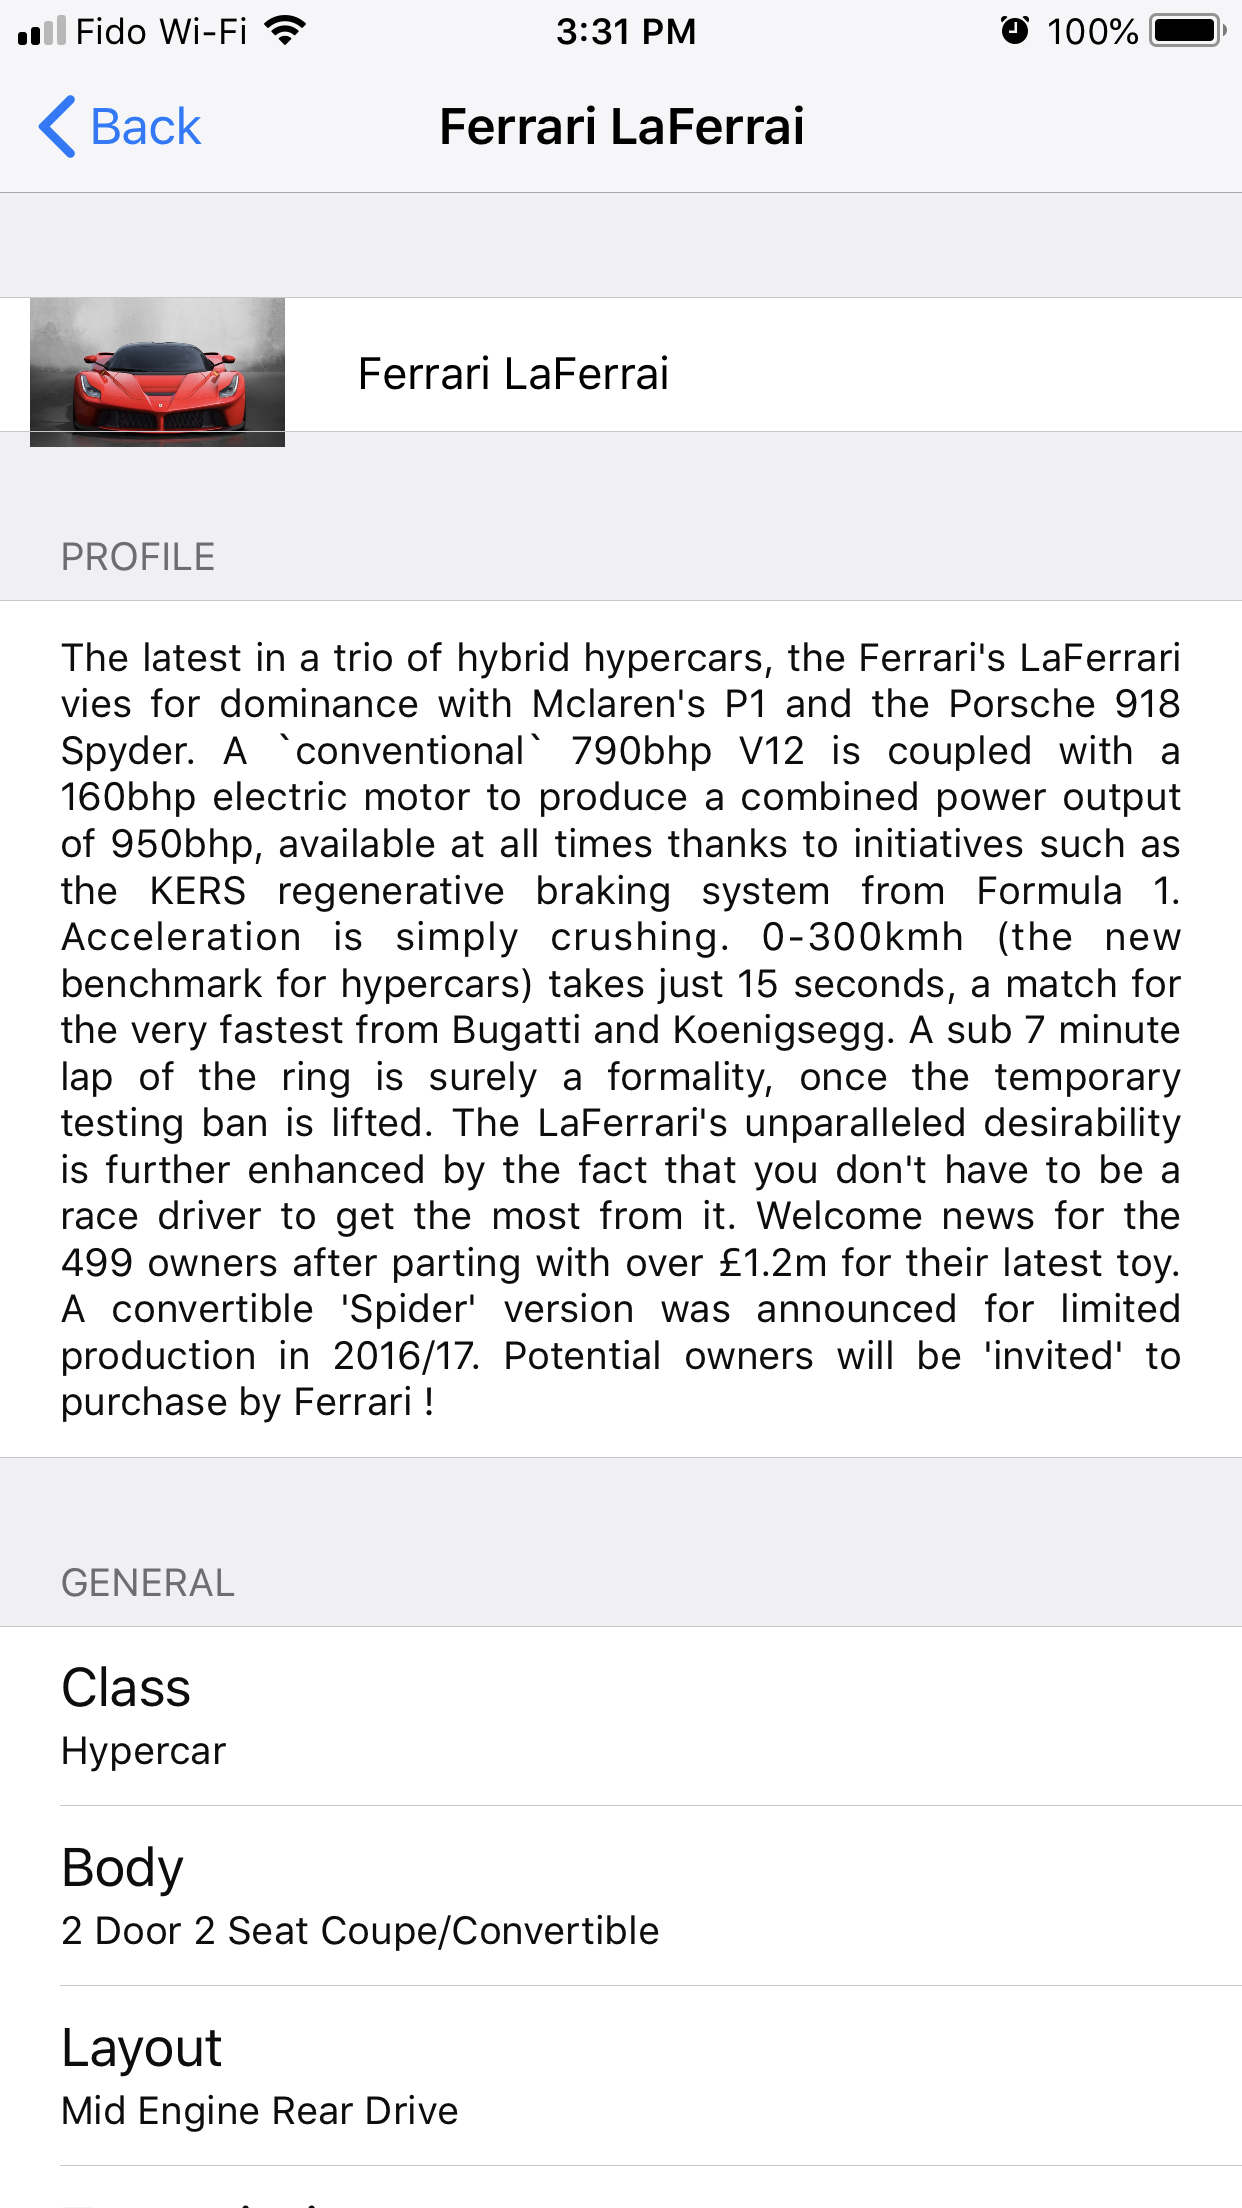 Fido Wi-Fi 3:31 PM 100%
Back Ferrari LaFerrai
Ferrari LaFerrai
PROFILE
The latest in a trio of hybrid hypercars, the Ferrari's LaFerrari
vies for dominance with Mclaren's P1 and the Porsche 918
Spyder. A `conventional` 790bhp V12 is coupled with a
160bhp electric motor to produce a combined power output
of 950bhp, available at all times thanks to initiatives such as
the KERS regenerative braking system from Formula 1.
Acceleration is simply crushing. 0-300kmh (the new
benchmark for hypercars) takes just 15 seconds, a match for
the very fastest from Bugatti and Koenigsegg. A sub 7 minute
lap of the ring is surely a formality, once the temporary
testing ban is lifted. The LaFerrari's unparalleled desirability
is further enhanced by the fact that you don't have to be a
race driver to get the most from it. Welcome news for the
499 owners after parting with over £1.2m for their latest toy.
A convertible 'Spider' version was announced for limited
production in 2016/17. Potential owners will be 'invited' to
purchase by Ferrari !
GENERAL
Class
Hypercar
Body
2 Door 2 Seat Coupe/Convertible
Layout
Mid Engine Rear Drive